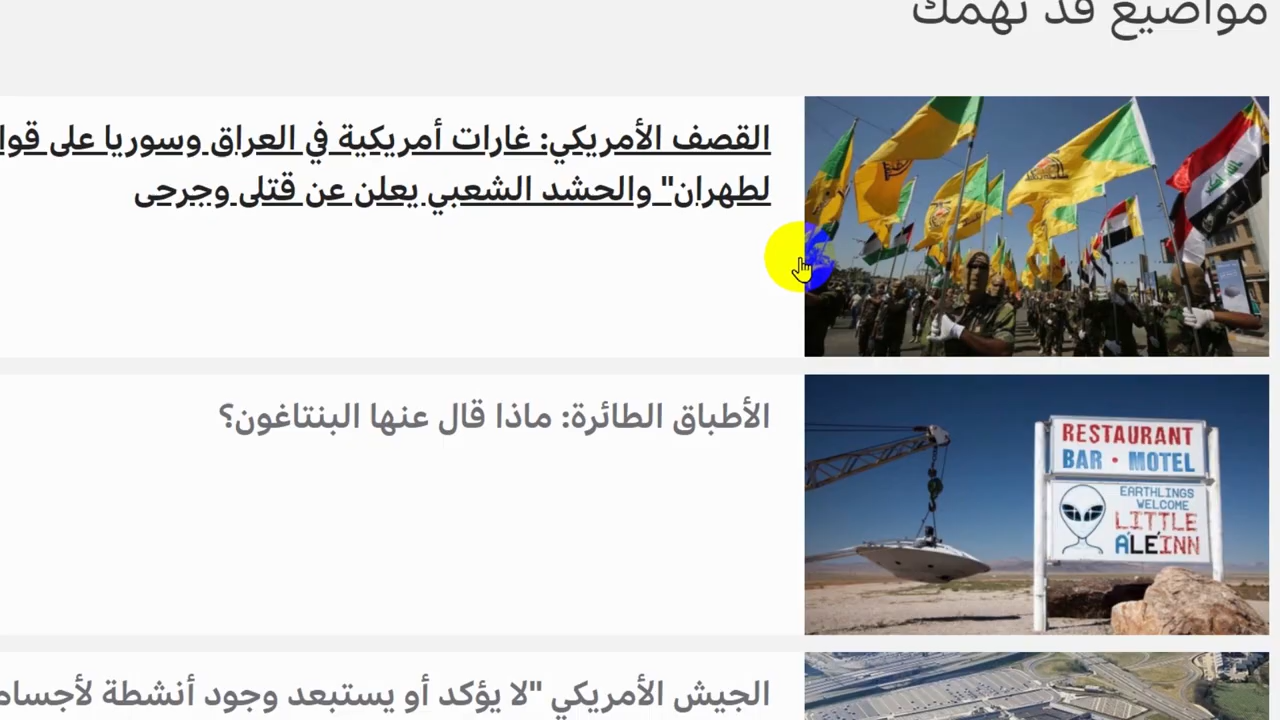 مواضيع قد تهمك
القصف الأمريكي: غارات أمريكية في العراق وسوريا على
لطهران" والحشد الشعبي يعلن عن قتلى وجرحى
الأطباق الطائرة: ماذا قال عنها البنتاغون؟
RESTAURANT
BAR • MOTEL
EARTHLINGS
WELCOME
LITTLE
A'LE'INN
الجيش الأمريكي "لا يؤكد أو يستبعد وجود أنشطة